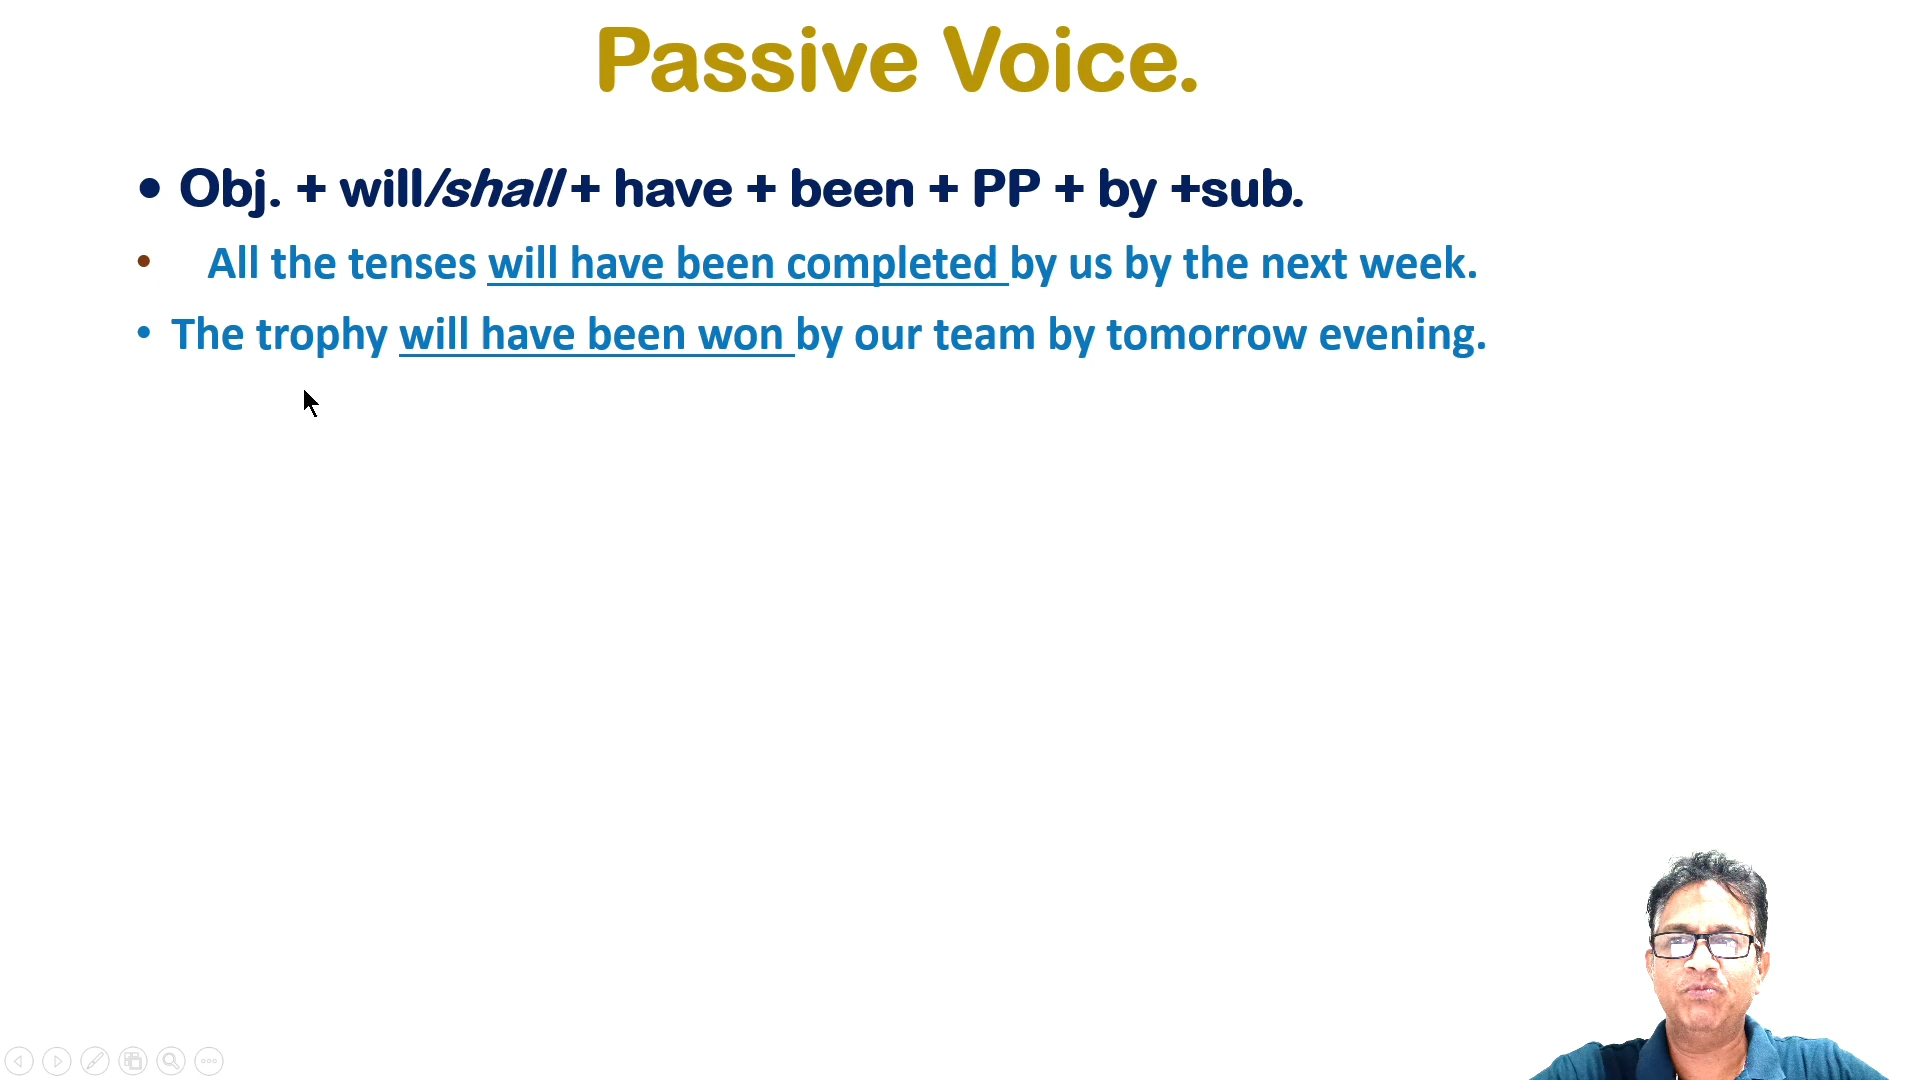 Passive Voice.
• Obj. + will/shall + have + been + PP + by +sub.
• All the tenses will have been completed by us by the next week.
• The trophy will have been won by our team by tomorrow evening.